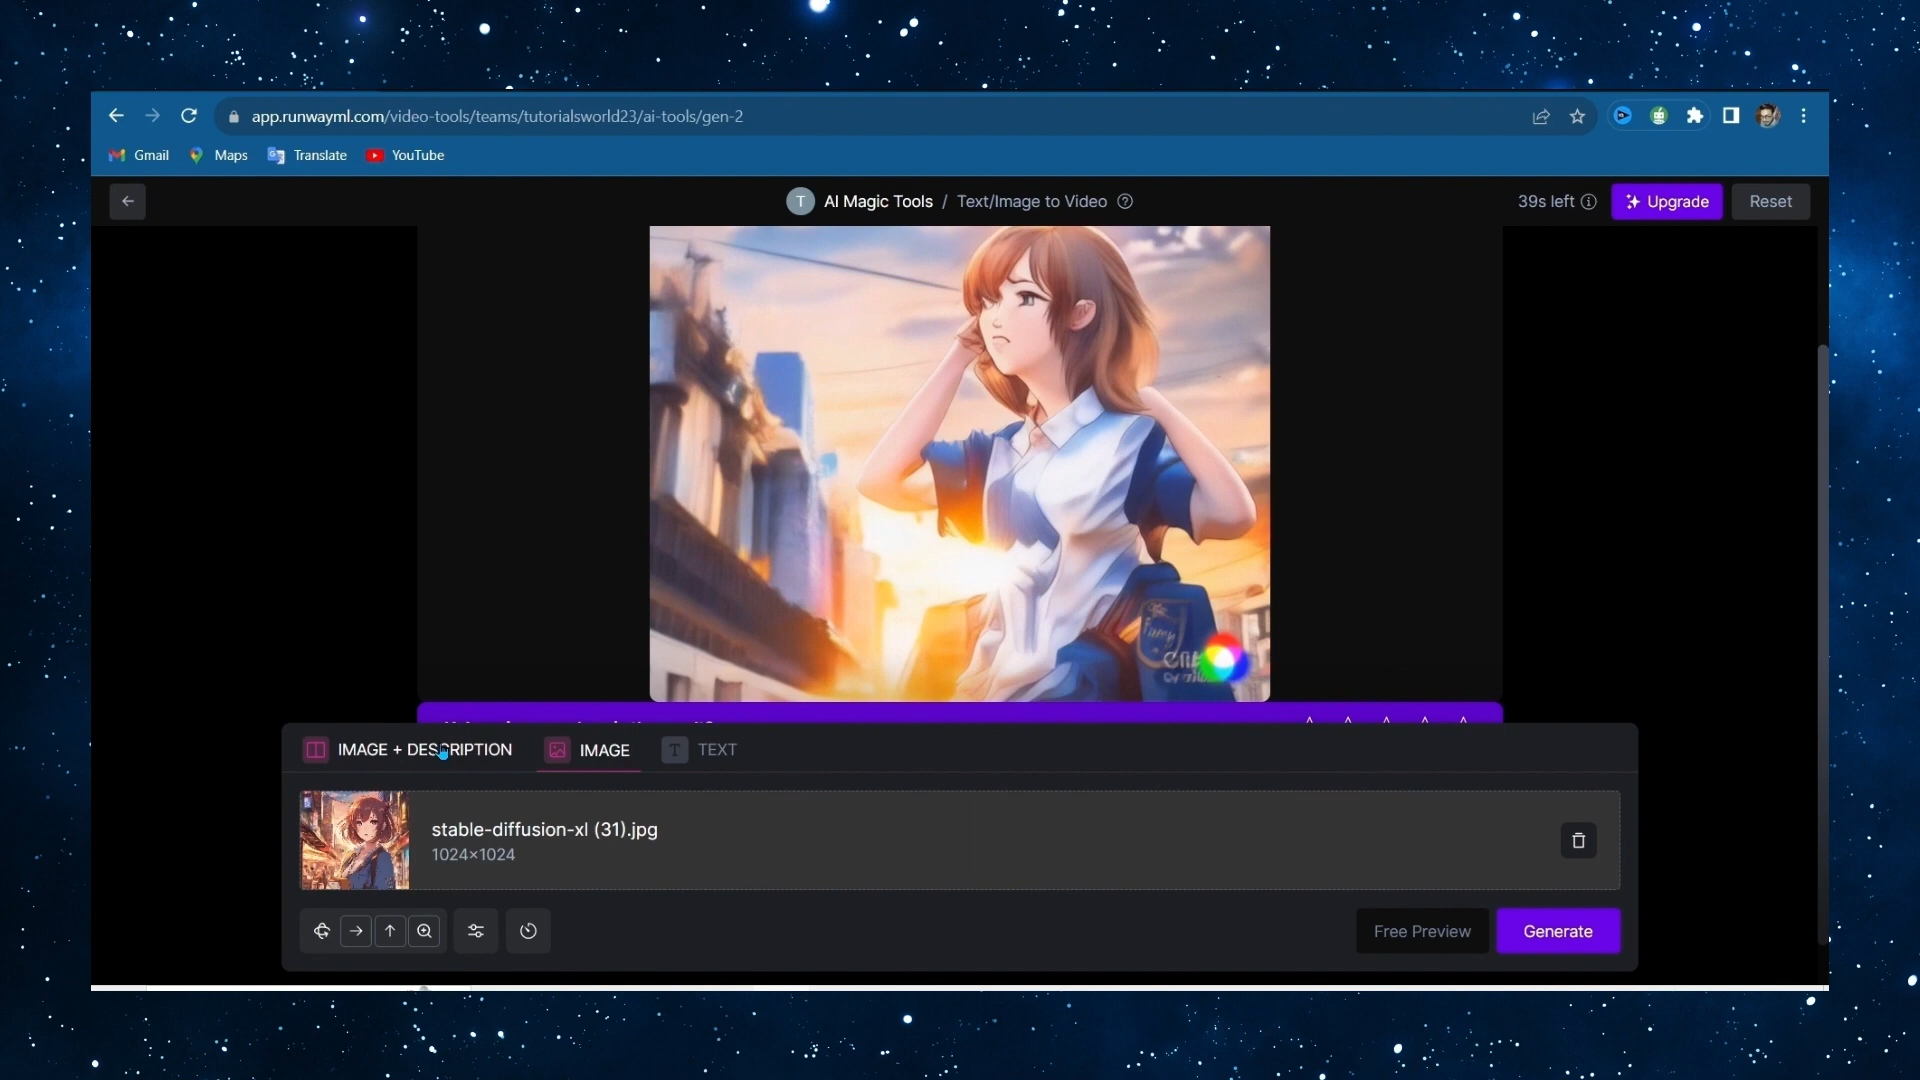 app.runwayml.com/video-tools/teams/tutorialsworld23/ai-tools/gen-2
Gmail Maps Translate YouTube
T AI Magic Tools / Text/Image to Video
39s left Upgrade Reset
IMAGE + DESCRIPTION IMAGE T TEXT
stable-diffusion-xl (31).jpg
1024×1024
Free Preview Generate